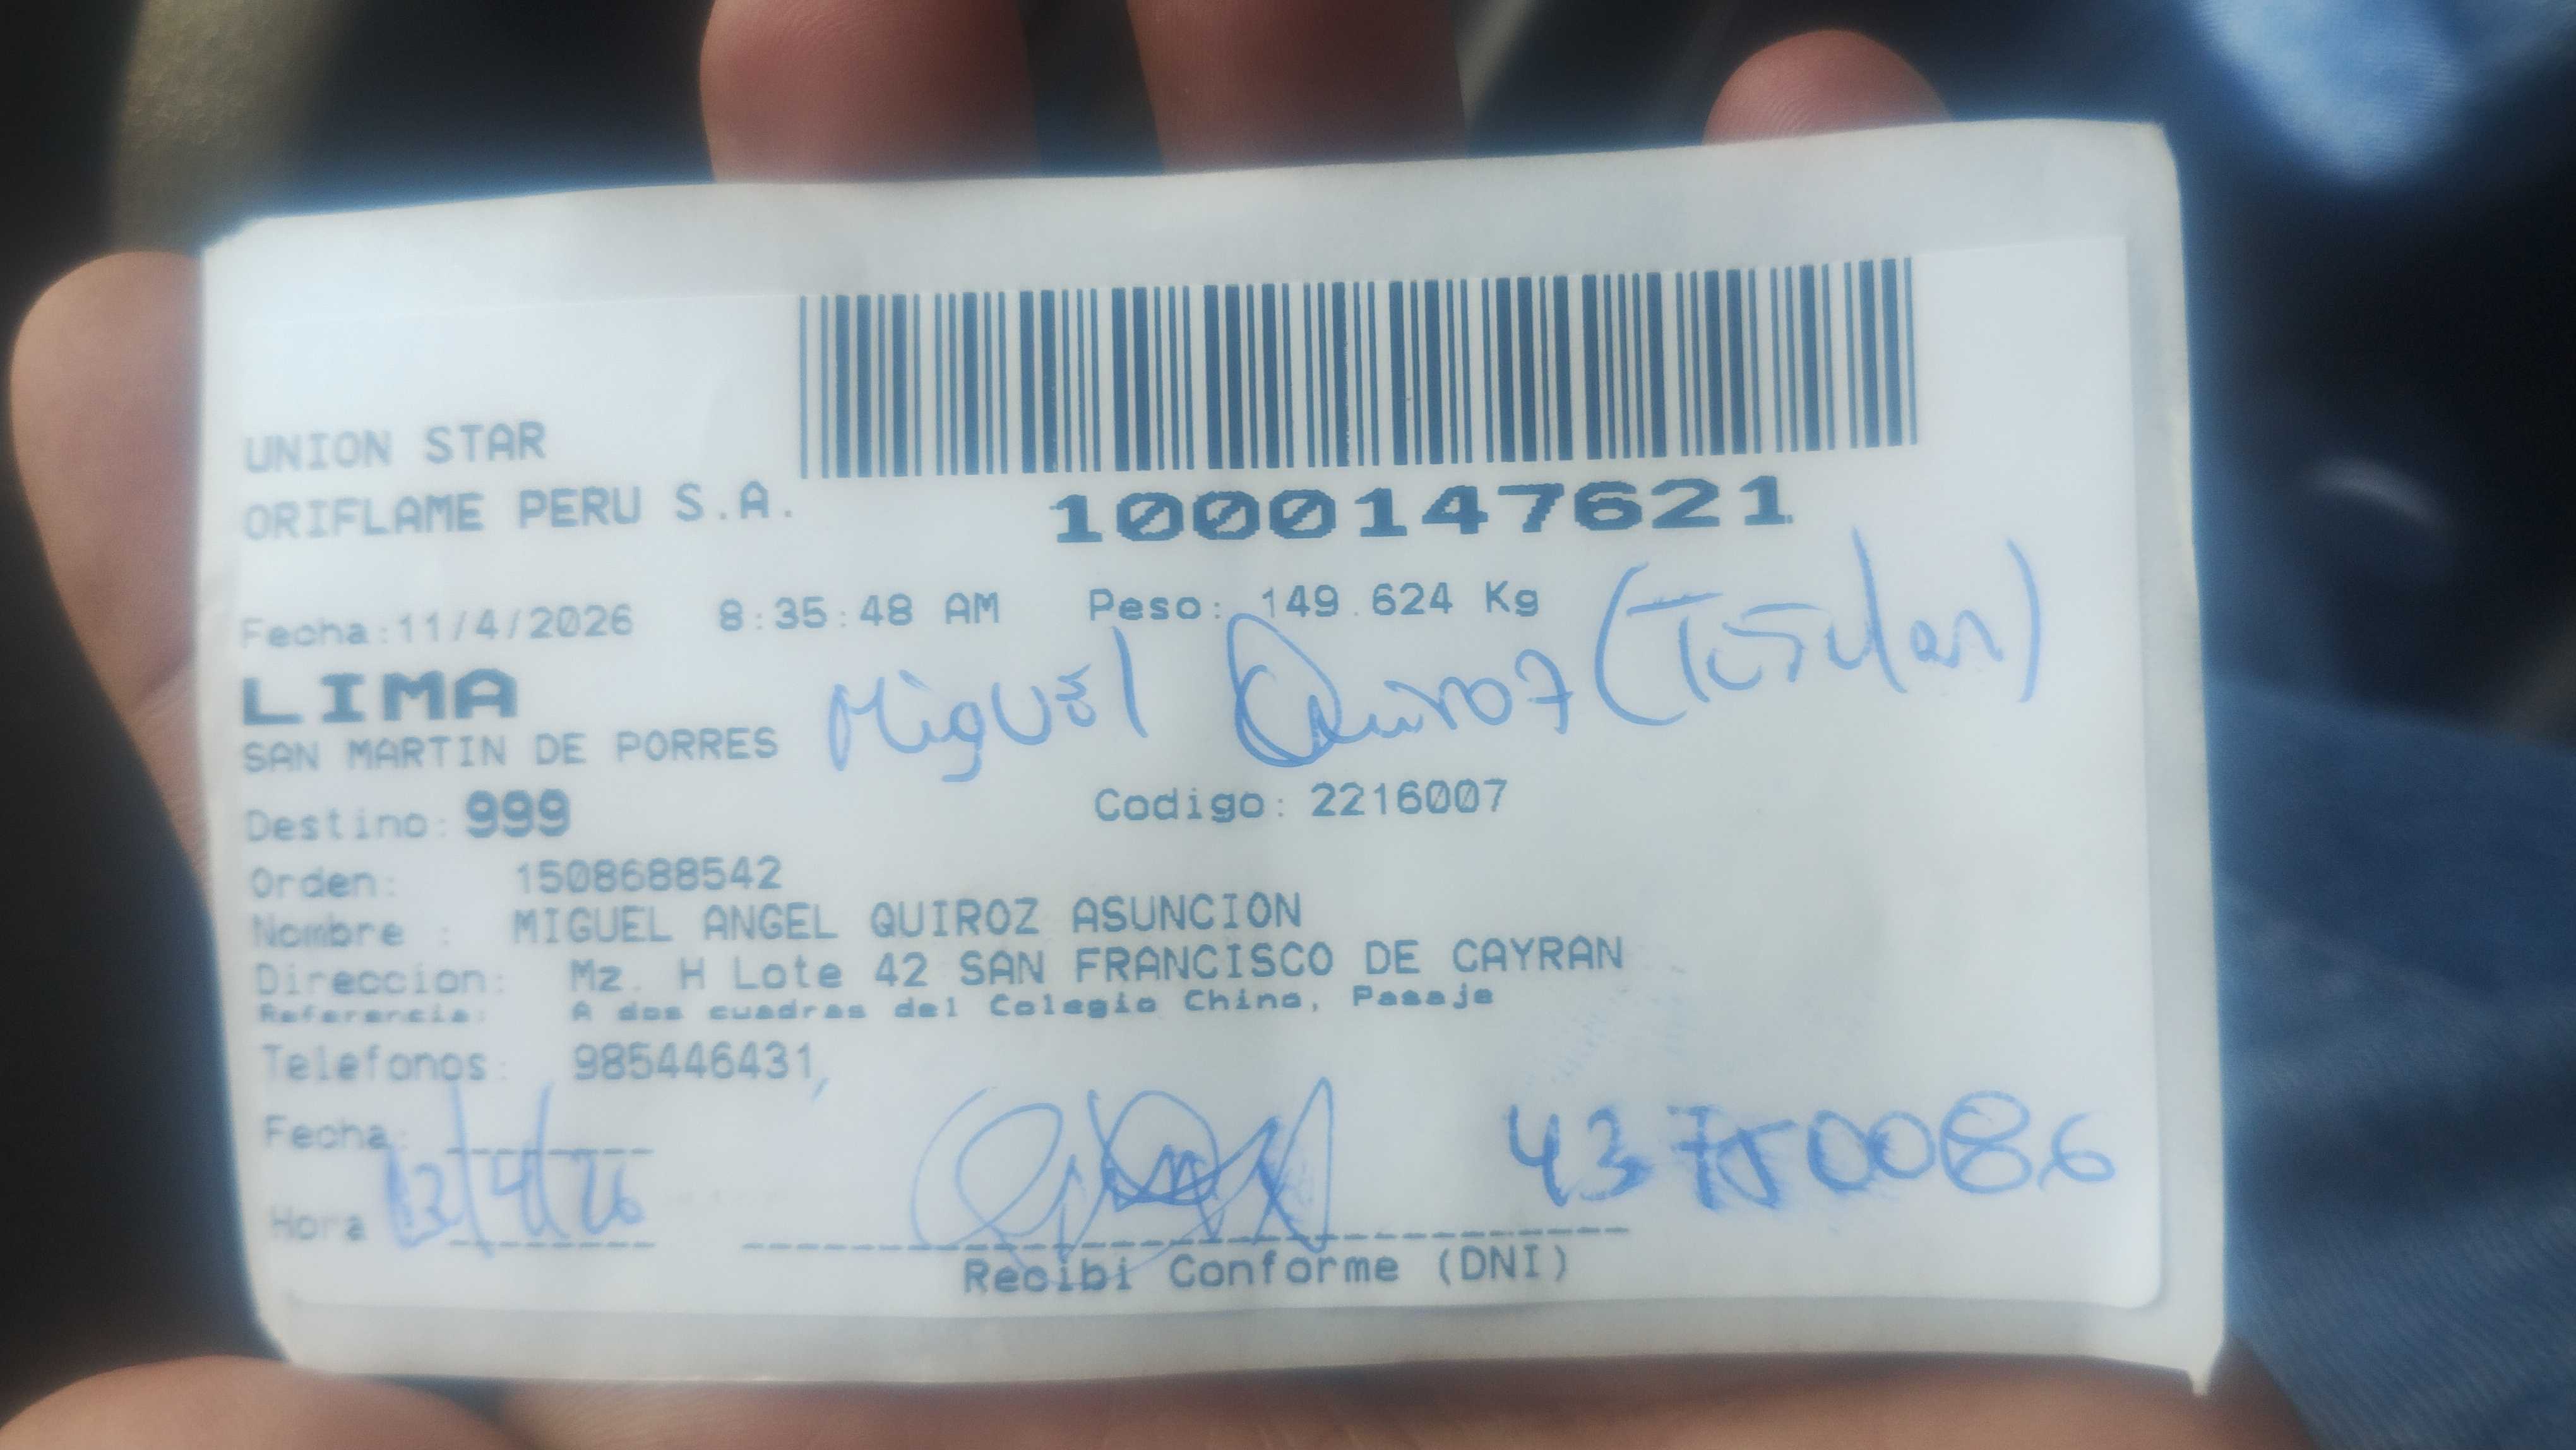 UNION STAR
ORIFLAME PERU S.A.
1000147621
Fecha:11/4/2026 8:35:48 AM Peso: 149.624 Kg
LIMA
Miguel Quiroz (Titular)
SAN MARTIN DE PORRES
Destino: 999 Codigo: 2216007
Orden: 1508688542
Nombre : MIGUEL ANGEL QUIROZ ASUNCION
Direccion: Mz. H Lote 42 SAN FRANCISCO DE CAYRAN
Referencia: A dos cuadras del Colegio Chino, Pasaje
Telefonos: 985446431,
Fecha:
13/4/26
43750086
Hora
Recibi Conforme (DNI)